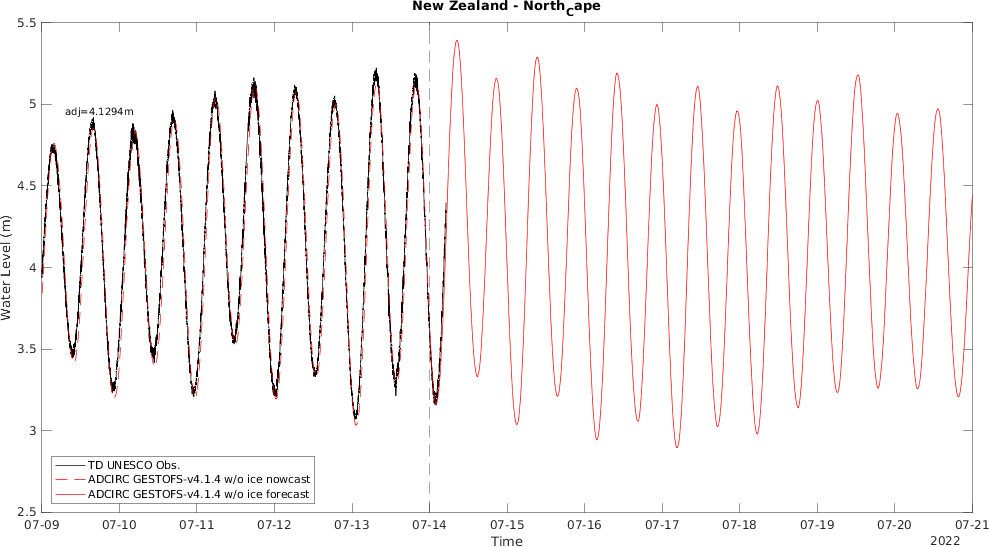 New Zealand - NorthCape
5.5
5
4.5
4
3.5
3
2.5
Water Level (m)
adj=4.1294m
TD UNESCO Obs.
ADCIRC GESTOFS-v4.1.4 w/o ice nowcast
ADCIRC GESTOFS-v4.1.4 w/o ice forecast
07-09 07-10 07-11 07-12 07-13 07-14 07-15 07-16 07-17 07-18 07-19 07-20 07-21
Time
2022